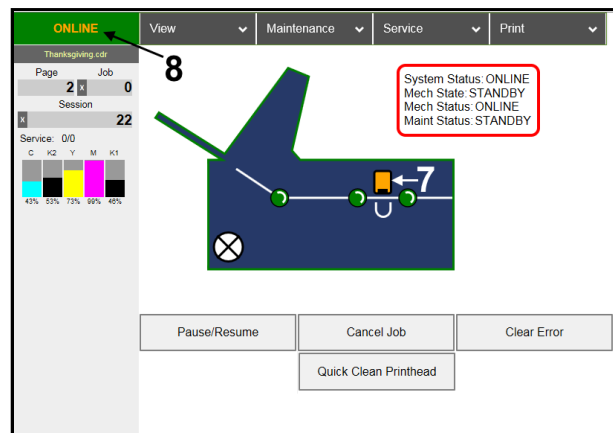 ONLINE
View
Maintenance
Service
Print
Thanksgiving.cdr
8
Page Job
2 x 0
Session
x 22
Service: 0/0
C K2 Y M K1
43% 53% 73% 99% 46%
System Status: ONLINE
Mech State: STANDBY
Mech Status: ONLINE
Maint Status: STANDBY
7
Pause/Resume
Cancel Job
Clear Error
Quick Clean Printhead